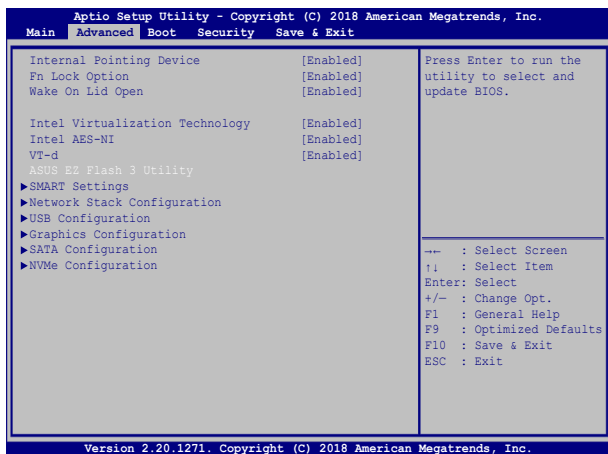 Aptio Setup Utility - Copyright (C) 2018 American Megatrends, Inc.
Main Advanced Boot Security Save & Exit
Internal Pointing Device [Enabled]
Fn Lock Option [Enabled]
Wake On Lid Open [Enabled]
Intel Virtualization Technology [Enabled]
Intel AES-NI [Enabled]
VT-d [Enabled]
ASUS EZ Flash 3 Utility
▶SMART Settings
▶Network Stack Configuration
▶USB Configuration
▶Graphics Configuration
▶SATA Configuration
▶NVMe Configuration
Press Enter to run the
utility to select and
update BIOS.
→← : Select Screen
↑↓ : Select Item
Enter: Select
+/— : Change Opt.
F1 : General Help
F9 : Optimized Defaults
F10 : Save & Exit
ESC : Exit
Version 2.20.1271. Copyright (C) 2018 American Megatrends, Inc.